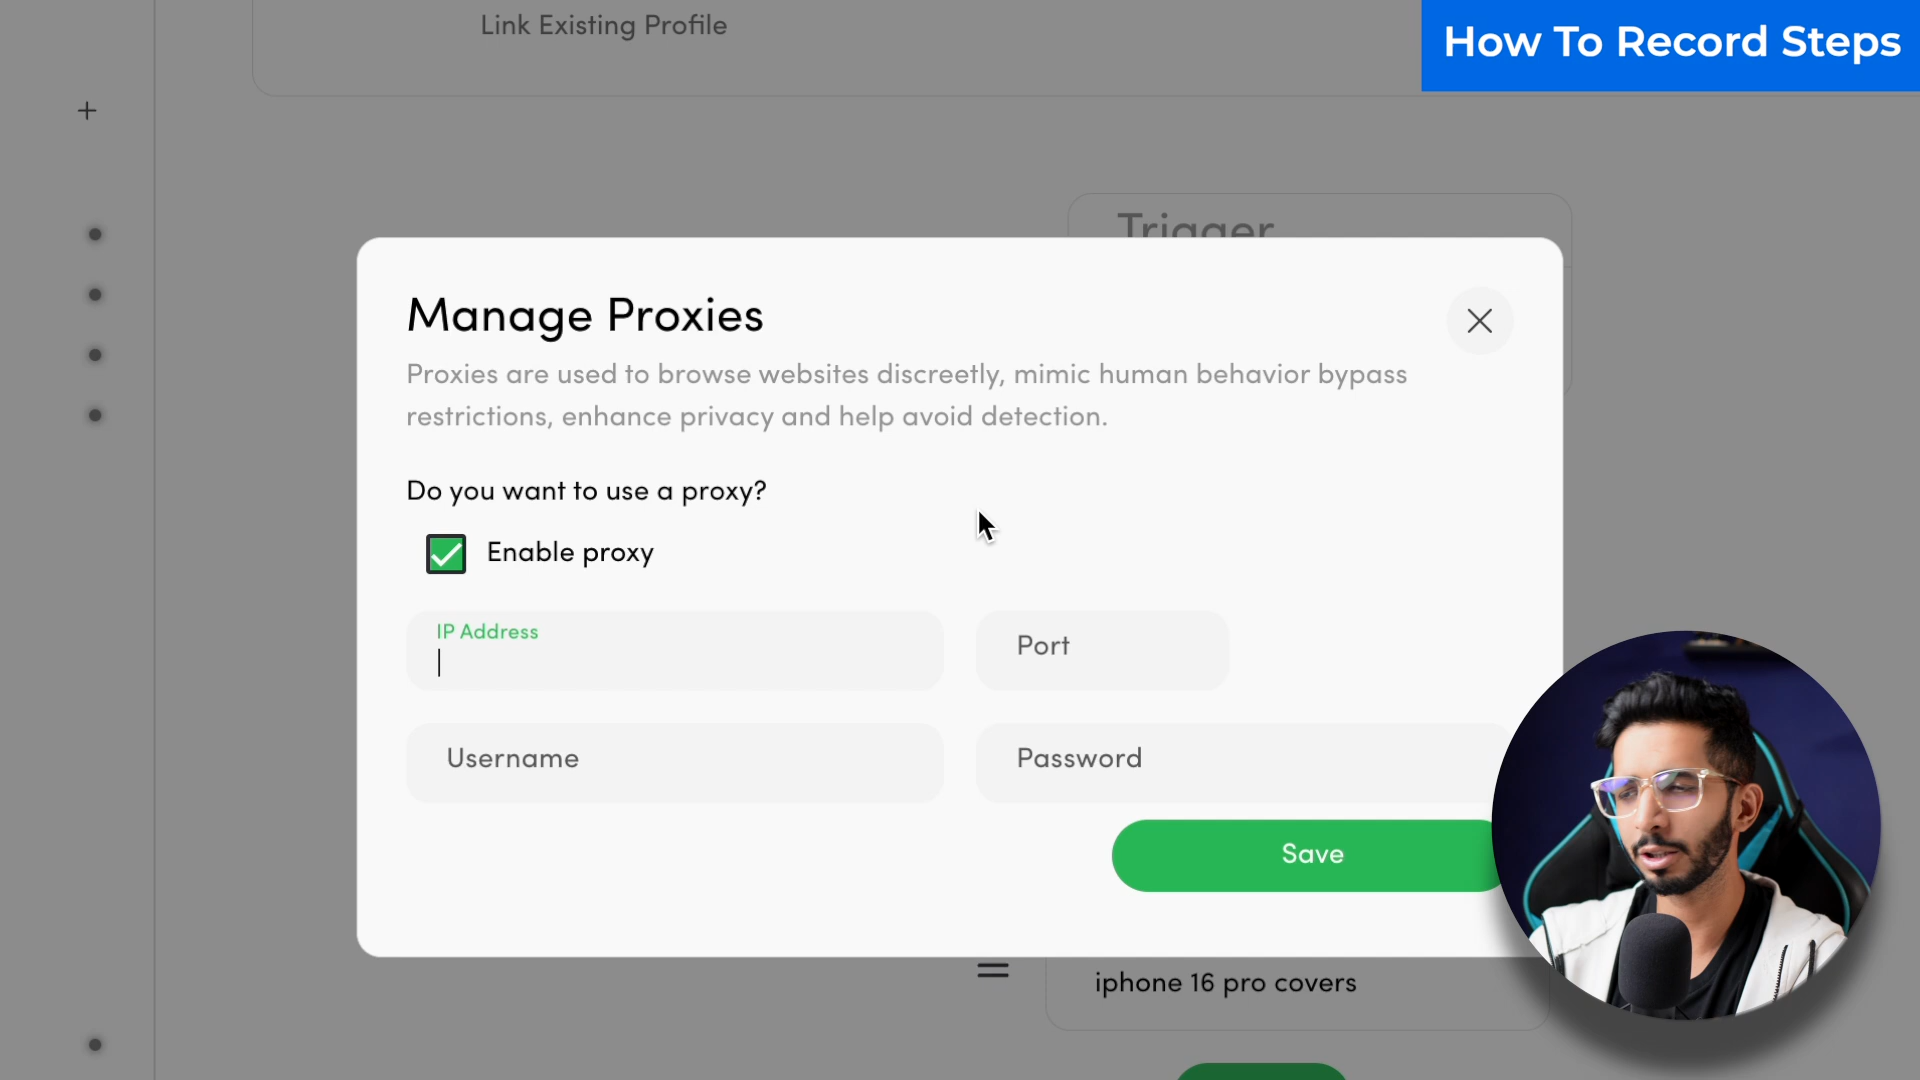 Link Existing Profile
How To Record Steps
Trigger
Manage Proxies
Proxies are used to browse websites discreetly, mimic human behavior bypass
restrictions, enhance privacy and help avoid detection.
Do you want to use a proxy?
Enable proxy
IP Address
Port
Username
Password
Save
iphone 16 pro covers